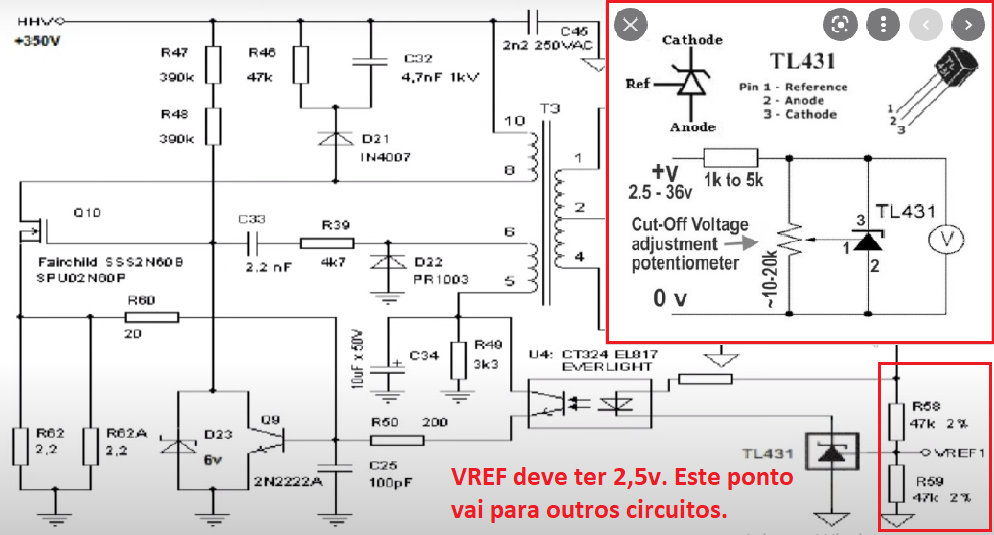 HHV
+350V
R47
390k
R48
390k
R46
47k
C32
4,7nF 1kV
C45
2n2 250VAC
D21
IN4007
T3
10
8
6
5
1
2
4
Q10
Fairchild SSS2N60B
SPU02N60P
C33
2,2 nF
R39
4k7
D22
PR1003
R60
20
10uF x 50V
+
C34
R49
3k3
U4: CT324 EL817
EVERLIGHT
R62
2,2
R62A
2,2
D23
6v
Q9
2N2222A
R50 200
C25
100pF
TL431
R58
47k 2%
VREF1
R59
47k 2%
VREF deve ter 2,5v. Este ponto
vai para outros circuitos.
Cathode
Ref
Anode
TL431
Pin 1 - Reference
2 - Anode
3 - Cathode
TL
431
1
2
3
+V
2.5 - 36v
1k to 5k
Cut-Off Voltage
adjustment
potentiometer
~10-20k
3
TL431
1
2
V
0 v